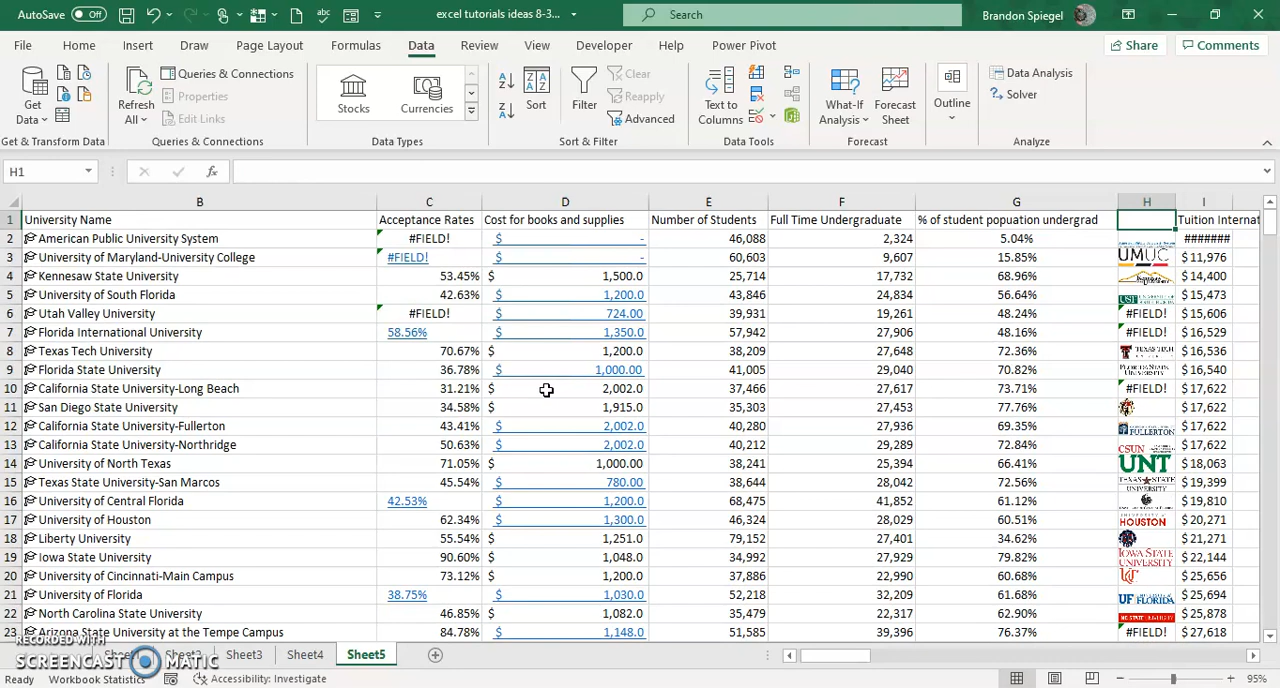 AutoSave Off excel tutorials ideas 8-3... Search Brandon Spiegel
File Home Insert Draw Page Layout Formulas Data Review View Developer Help Power Pivot Share Comments
Get Data Refresh All Queries & Connections Properties Edit Links Stocks Currencies Sort Filter Clear Reapply Advanced Text to Columns What-If Analysis Forecast Sheet Outline Data Analysis Solver
Get & Transform Data Queries & Connections Data Types Sort & Filter Data Tools Forecast Analyze
H1 fx
B C D E F G H I
1 University Name Acceptance Rates Cost for books and supplies Number of Students Full Time Undergraduate % of student popuation undergrad Tuition Internat
2 American Public University System #FIELD! $ - 46,088 2,324 5.04% #######
3 University of Maryland-University College #FIELD! $ - 60,603 9,607 15.85% UMUC $ 11,976
4 Kennesaw State University 53.43% $ 1,500.0 25,714 17,732 68.96% $ 14,400
5 University of South Florida 42.63% $ 1,200.0 43,846 24,834 56.64% USF $ 15,473
6 Utah Valley University #FIELD! $ 724.00 39,931 19,261 48.24% #FIELD! $ 15,606
7 Florida International University 58.56% $ 1,350.0 57,942 27,906 48.16% #FIELD! $ 16,529
8 Texas Tech University 70.67% $ 1,200.0 38,209 27,648 72.36% TEXAS TECH $ 16,536
9 Florida State University 36.78% $ 1,000.00 41,005 29,040 70.82% $ 16,540
10 California State University-Long Beach 31.21% $ 2,002.0 37,466 27,617 73.71% #FIELD! $ 17,622
11 San Diego State University 34.58% $ 1,915.0 35,303 27,453 77.76% $ 17,622
12 California State University-Fullerton 43.41% $ 2,002.0 40,280 27,936 69.35% FULLERTON $ 17,622
13 California State University-Northridge 50.63% $ 2,002.0 40,212 29,289 72.84% CSUN $ 17,622
14 University of North Texas 71.05% $ 1,000.00 38,241 25,394 66.41% UNT $ 18,063
15 Texas State University-San Marcos 45.54% $ 780.00 38,644 28,042 72.56% TEXAS STATE UNIVERSITY $ 19,399
16 University of Central Florida 42.53% $ 1,200.0 68,475 41,852 61.12% $ 19,810
17 University of Houston 62.34% $ 1,300.0 46,324 28,009 60.51% HOUSTON $ 20,271
18 Liberty University 55.54% $ 1,251.0 79,152 27,401 34.62% $ 21,271
19 Iowa State University 90.60% $ 1,048.0 34,992 27,929 79.82% IOWA STATE UNIVERSITY $ 22,144
20 University of Cincinnati-Main Campus 73.12% $ 1,200.0 37,886 22,990 60.68% $ 25,656
21 University of Florida 38.75% $ 1,030.0 52,218 32,209 61.68% UF FLORIDA $ 25,694
22 North Carolina State University 46.85% $ 1,082.0 35,479 22,317 62.90% NC STATE UNIVERSITY $ 25,878
23 Arizona State University at the Tempe Campus 84.78% $ 1,148.0 51,585 39,396 76.37% #FIELD! $ 27,618
RECORDED WITH
SCREENCAST MATIC
Sheet3 Sheet4 Sheet5
Ready Workbook Statistics Accessibility: Investigate 95%